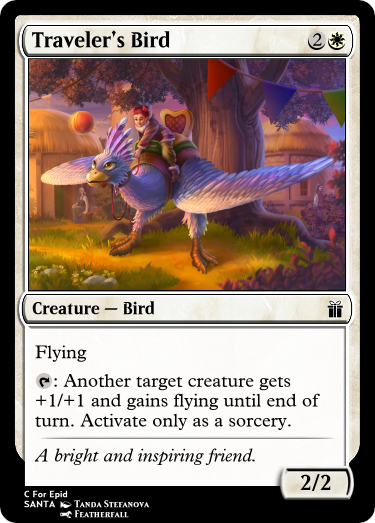 Traveler's Bird 2
Creature — Bird
Flying
: Another target creature gets
+1/+1 and gains flying until end of
turn. Activate only as a sorcery.
A bright and inspiring friend.
2/2
C For Epid
SANTA Tanda Stefanova
Featherfall